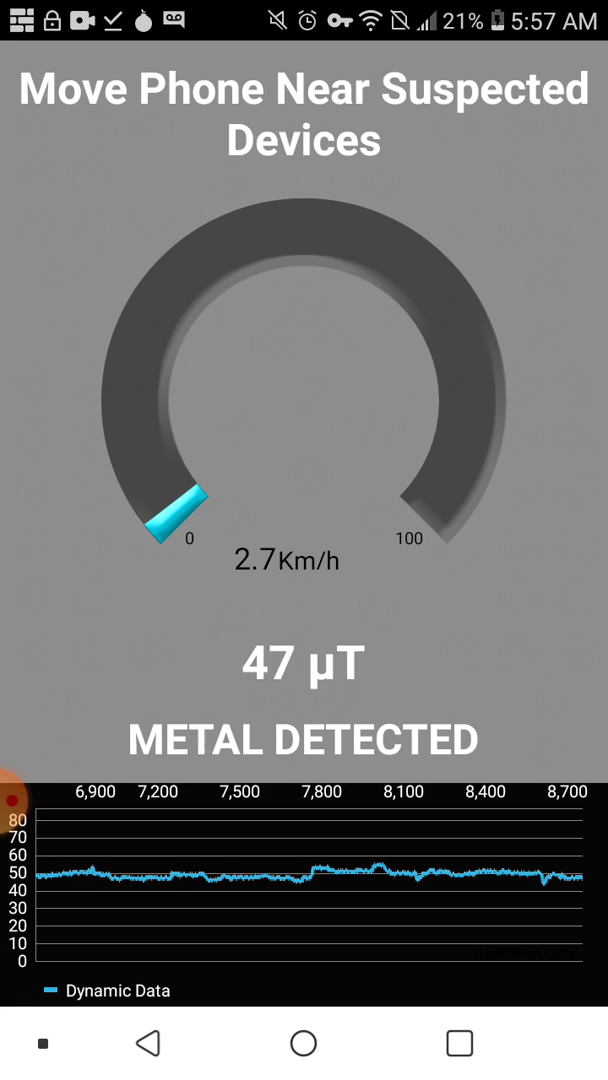 21% 5:57 AM
Move Phone Near Suspected
Devices
0 100
2.7Km/h
47 µT
METAL DETECTED
6,900 7,200 7,500 7,800 8,100 8,400 8,700
80
70
60
50
40
30
20
10
0
Dynamic Data